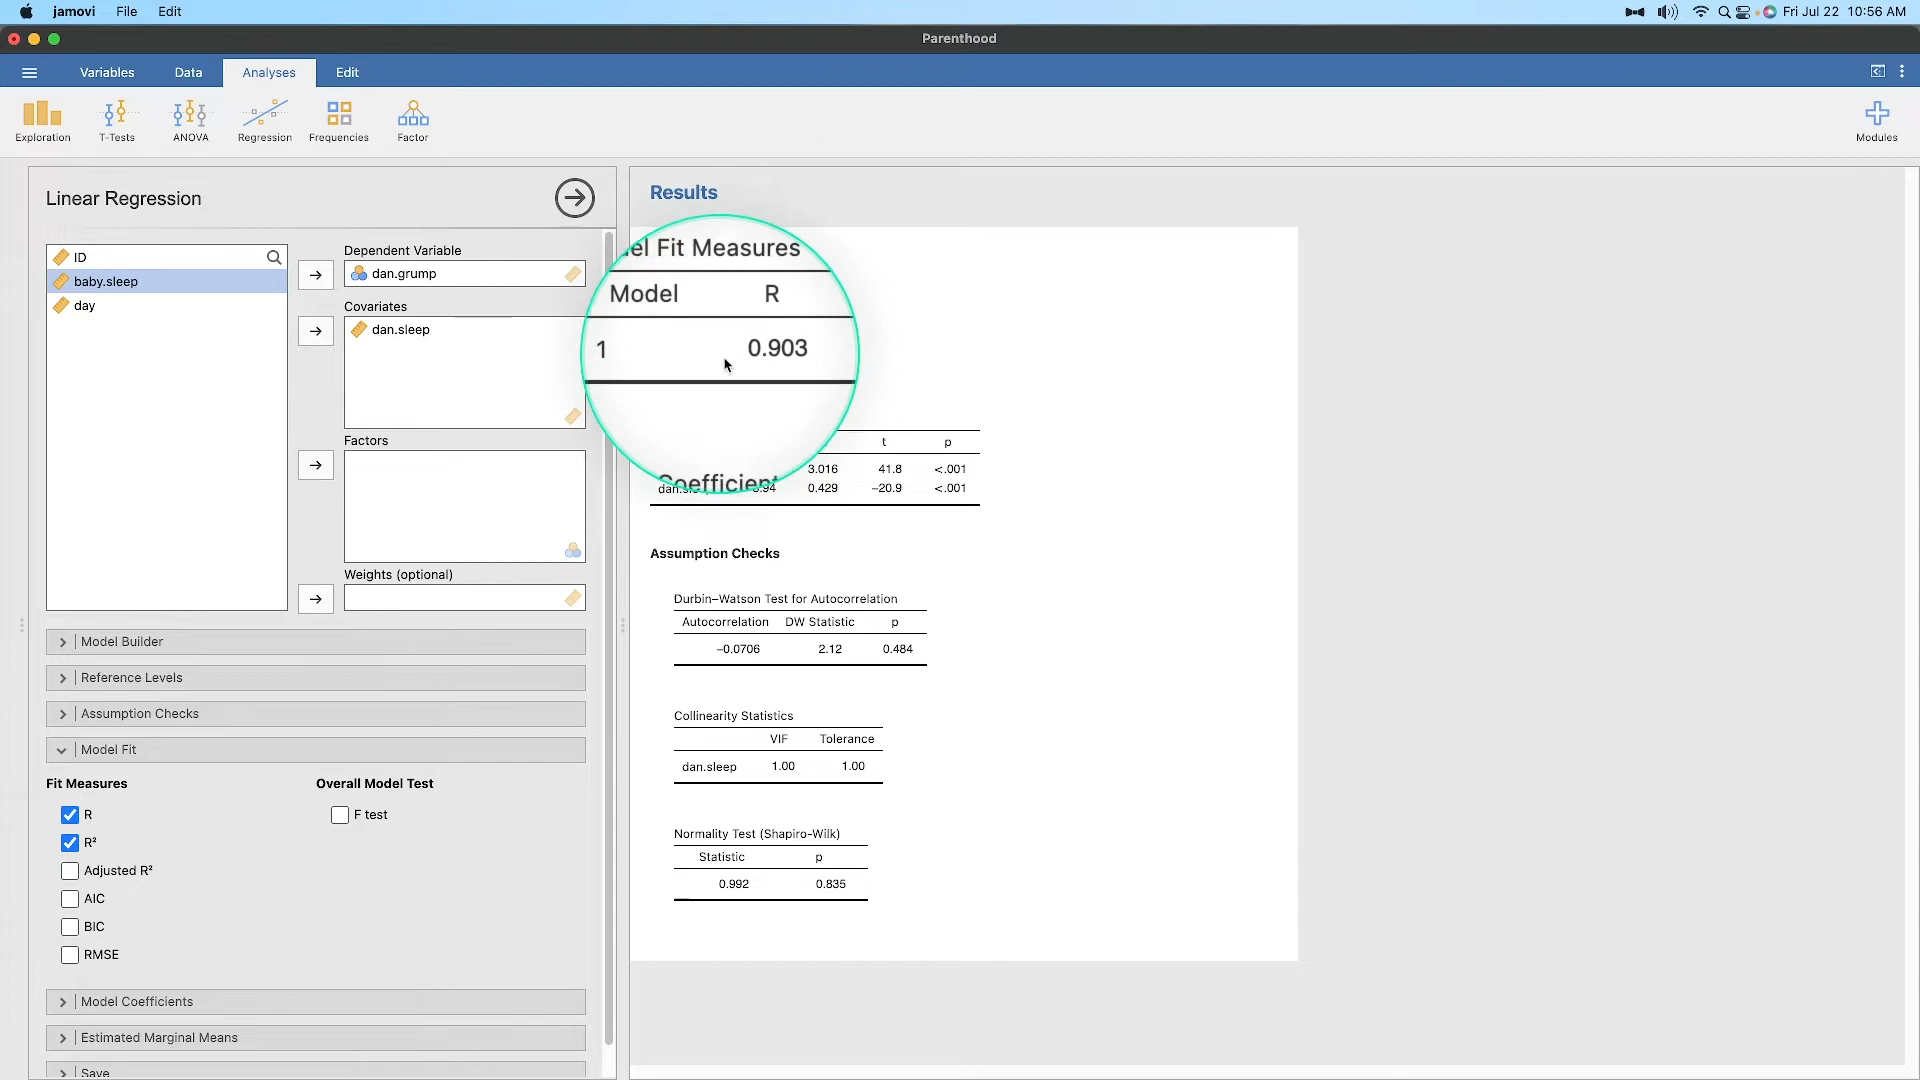 jamovi File Edit Fri Jul 22 10:56 AM
Parenthood
Variables Data Analyses Edit
Exploration T-Tests ANOVA Regression Frequencies Factor Modules
Linear Regression
ID
baby.sleep
day
Dependent Variable
dan.grump
Covariates
dan.sleep
Factors
Weights (optional)
Model Builder
Reference Levels
Assumption Checks
Model Fit
Fit Measures Overall Model Test
R F test
R²
Adjusted R²
AIC
BIC
RMSE
Model Coefficients
Estimated Marginal Means
Save
Results
Fit Measures
Model R
1 0.903
t p
3.016 41.8 <.001
0.429 −20.9 <.001
Assumption Checks
Durbin–Watson Test for Autocorrelation
Autocorrelation DW Statistic p
−0.0706 2.12 0.484
Collinearity Statistics
VIF Tolerance
dan.sleep 1.00 1.00
Normality Test (Shapiro-Wilk)
Statistic p
0.992 0.835